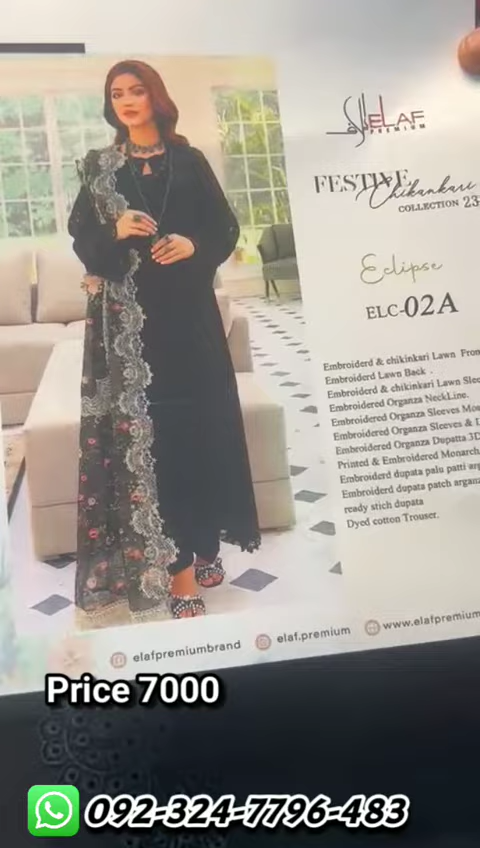 ELAF
PREMIUM
FESTIVE
Chikankari
COLLECTION 23
Eclipse
ELC-02A
Embroiderd & chikinkari Lawn
Embroiderd Lawn Back .
Embroiderd & chikinkari Lawn
Embroidered Organza NeckLine.
Embroidered Organza Sleeves
Embroidered Organza Sleeves &
Embroidered Organza Dupatta 3D
Printed & Embroidered Monarch
Embroiderd dupata palu patti
Embroiderd dupata patch
ready stich dupata
Dyed cotton Trouser.
elafpremiumbrand
elaf.premium
www.elafpremium
Price 7000
092-324-7796-483